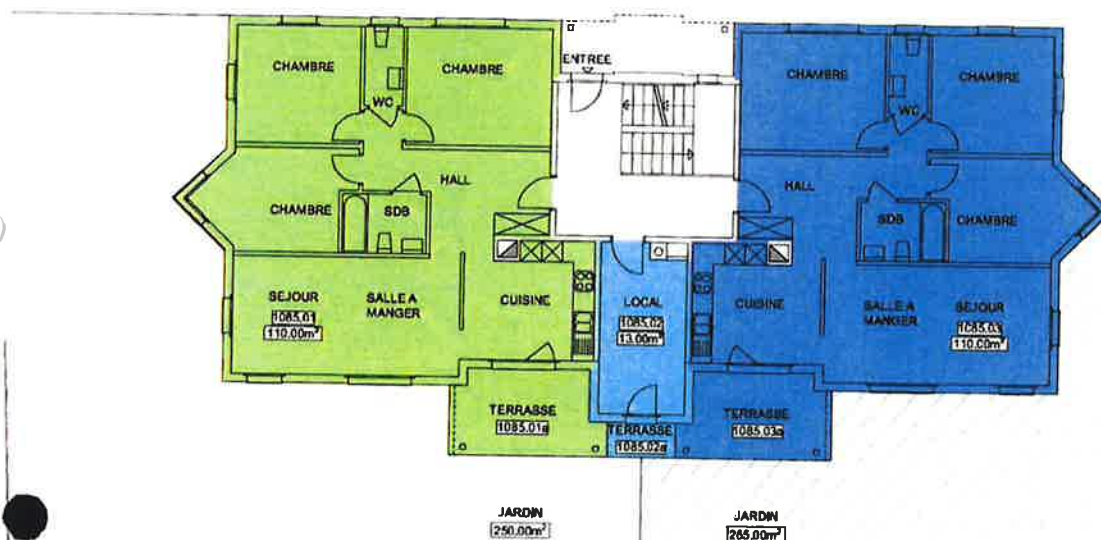 ENTREE
CHAMBRE
CHAMBRE
WC
CHAMBRE
CHAMBRE
WC
HALL
HALL
CHAMBRE
SDB
SDB
CHAMBRE
SEJOUR
1085.01
110.00m²
SALLE A
MANGER
CUISINE
LOCAL
1085.02
13.00m²
CUISINE
SALLE A
MANGER
SEJOUR
1085.03
110.00m²
TERRASSE
1085.01a
TERRASSE
1085.02a
TERRASSE
1085.03a
JARDIN
250.00m²
JARDIN
265.00m²